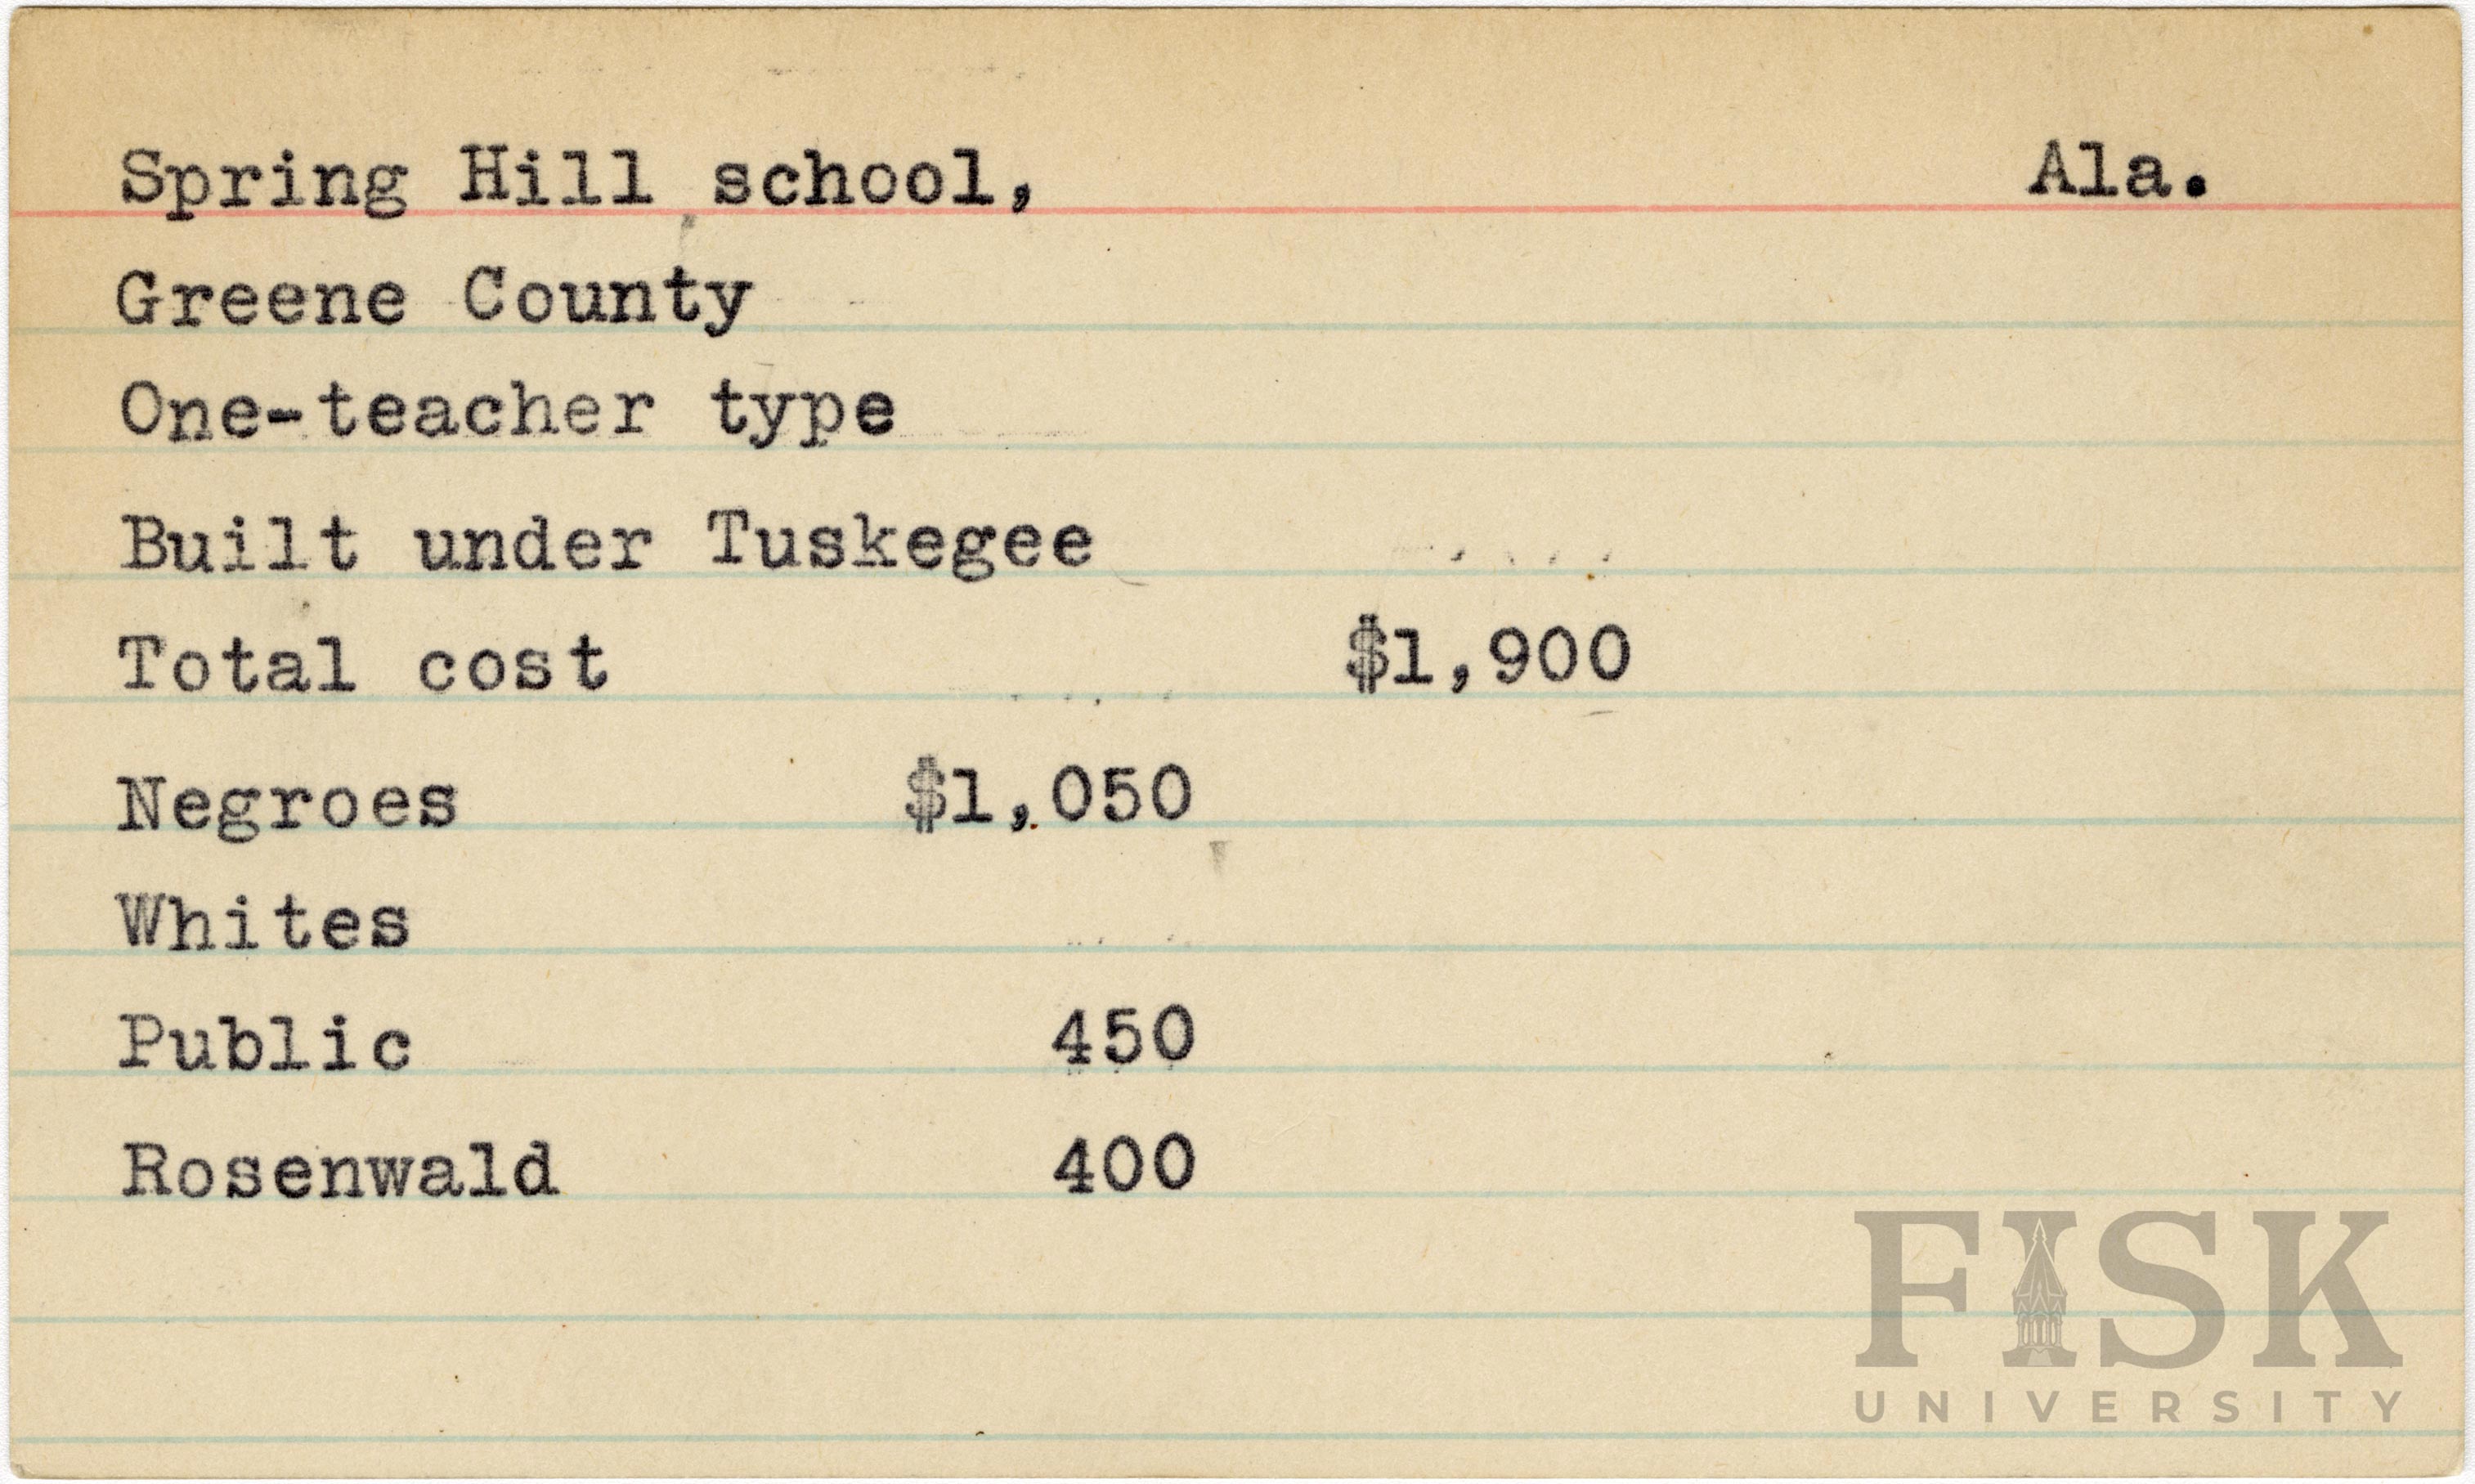 Spring Hill school, Ala.
Greene County
One-teacher type
Built under Tuskegee
Total cost $1,900
Negroes $1,050
Whites
Public 450
Rosenwald 400
FISK
UNIVERSITY